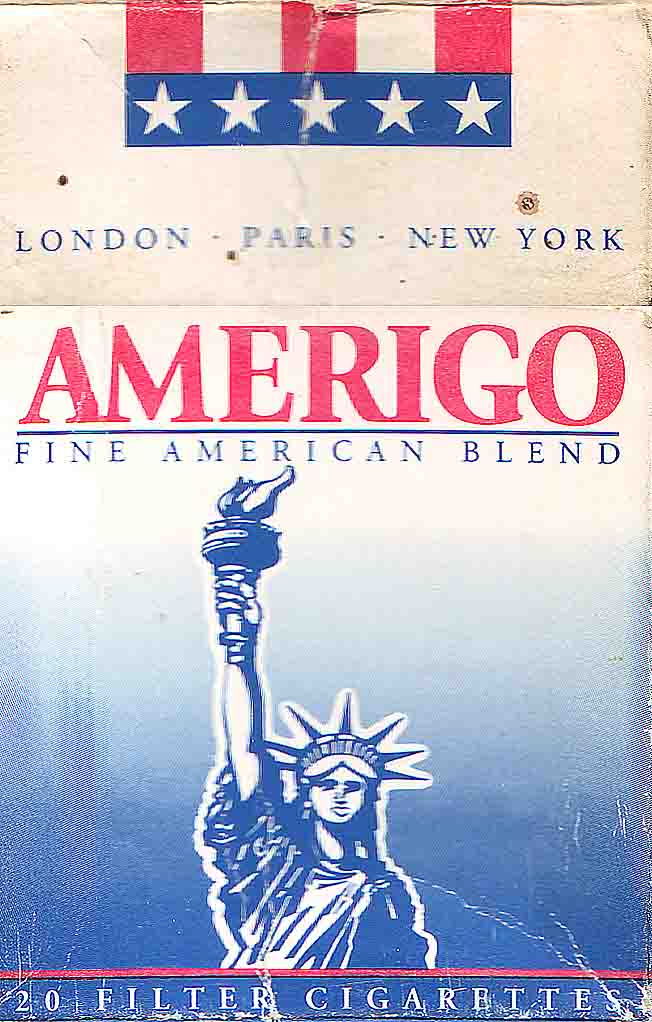 LONDON · PARIS · NEW YORK
AMERIGO
FINE AMERICAN BLEND
20 FILTER CIGARETTES